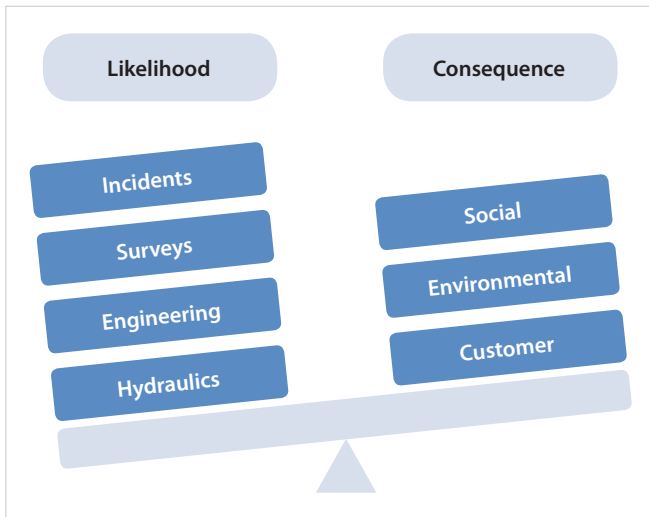 Likelihood
Consequence
Incidents
Surveys
Engineering
Hydraulics
Social
Environmental
Customer